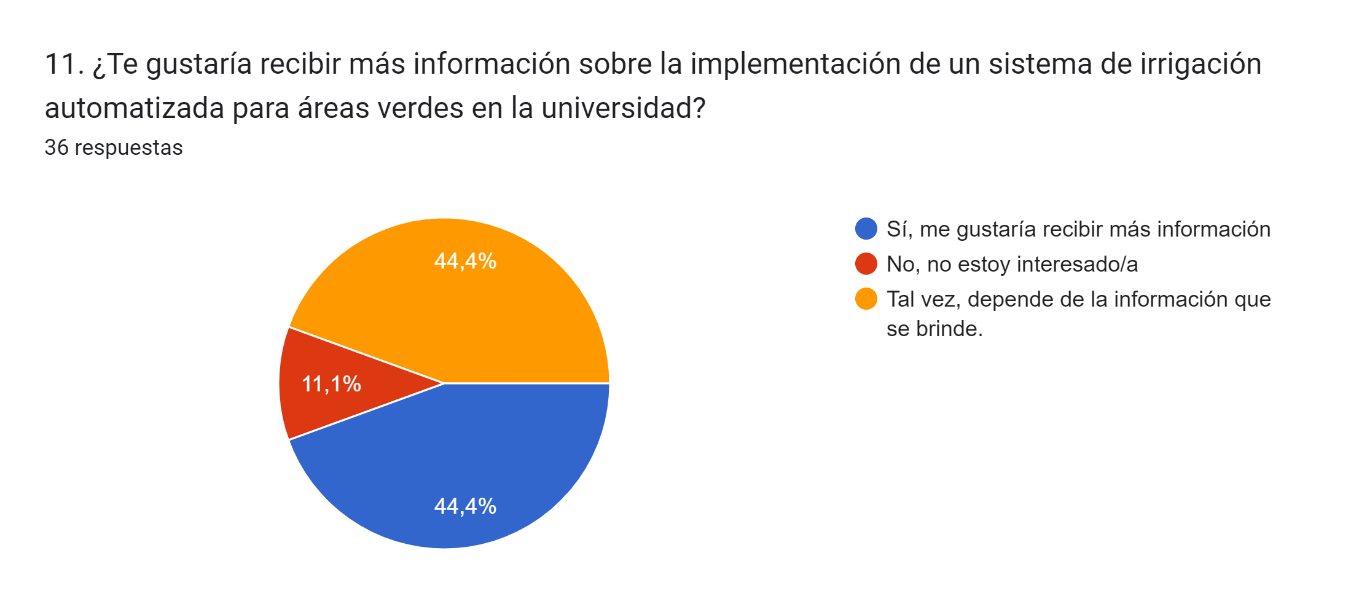 11. ¿Te gustaría recibir más información sobre la implementación de un sistema de irrigación
automatizada para áreas verdes en la universidad?
36 respuestas
44,4%
11,1%
44,4%
Sí, me gustaría recibir más información
No, no estoy interesado/a
Tal vez, depende de la información que
se brinde.